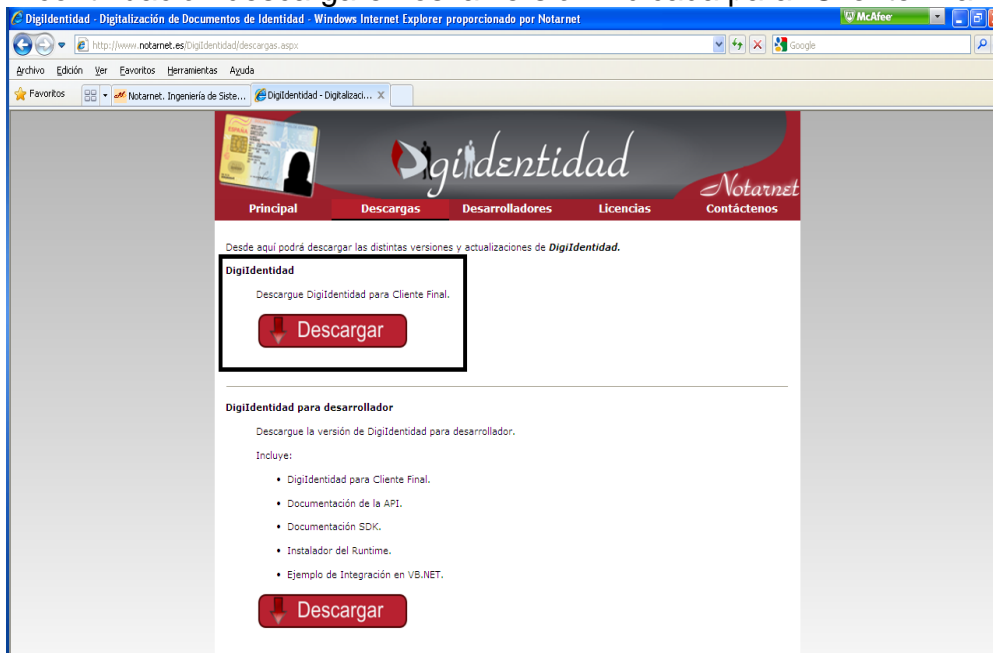 DigiIdentidad - Digitalización de Documentos de Identidad - Windows Internet Explorer proporcionado por Notarnet
McAfee
http://www.notarnet.es/DigiIdentidad/descargas.aspx
Google
Archivo Edición Ver Favoritos Herramientas Ayuda
Favoritos
Notarnet. Ingeniería de Siste...
DigiIdentidad - Digitalizaci... X
ESPAÑA
DigiIdentidad
Notarnet
Principal Descargas Desarrolladores Licencias Contáctenos
Desde aquí podrá descargar las distintas versiones y actualizaciones de DigiIdentidad.
DigiIdentidad
Descargue DigiIdentidad para Cliente Final.
Descargar
DigiIdentidad para desarrollador
Descargue la versión de DigiIdentidad para desarrollador.
Incluye:
• DigiIdentidad para Cliente Final.
• Documentación de la API.
• Documentación SDK.
• Instalador del Runtime.
• Ejemplo de Integración en VB.NET.
Descargar